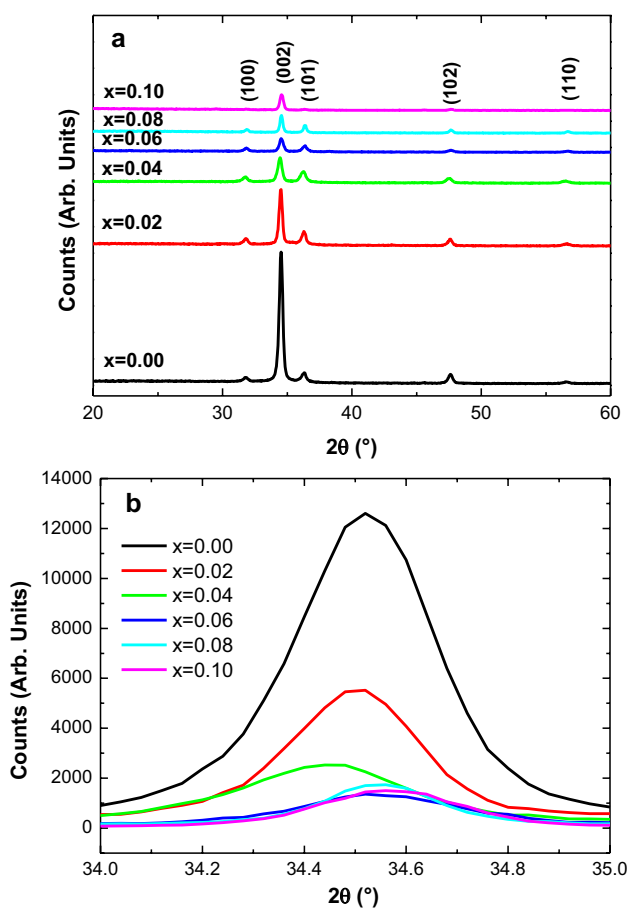 a
(100)
(002)
(101)
(102)
(110)
x=0.10
x=0.08
x=0.06
x=0.04
x=0.02
x=0.00
Counts (Arb. Units)
20 30 40 50 60
2θ (°)
b
14000
12000
10000
8000
6000
4000
2000
0
x=0.00
x=0.02
x=0.04
x=0.06
x=0.08
x=0.10
Counts (Arb. Units)
34.0 34.2 34.4 34.6 34.8 35.0
2θ (°)